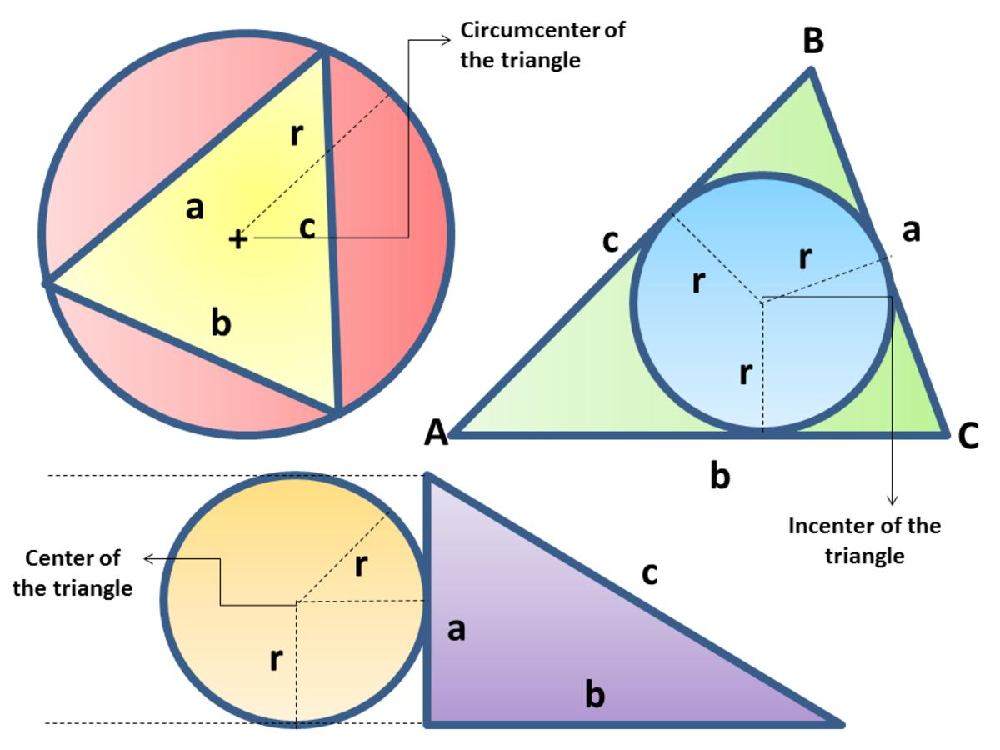 Circumcenter of
the triangle
r
a
c
b
B
c
a
r
r
r
A
C
b
Incenter of the
triangle
Center of
the triangle
r
r
a
c
b